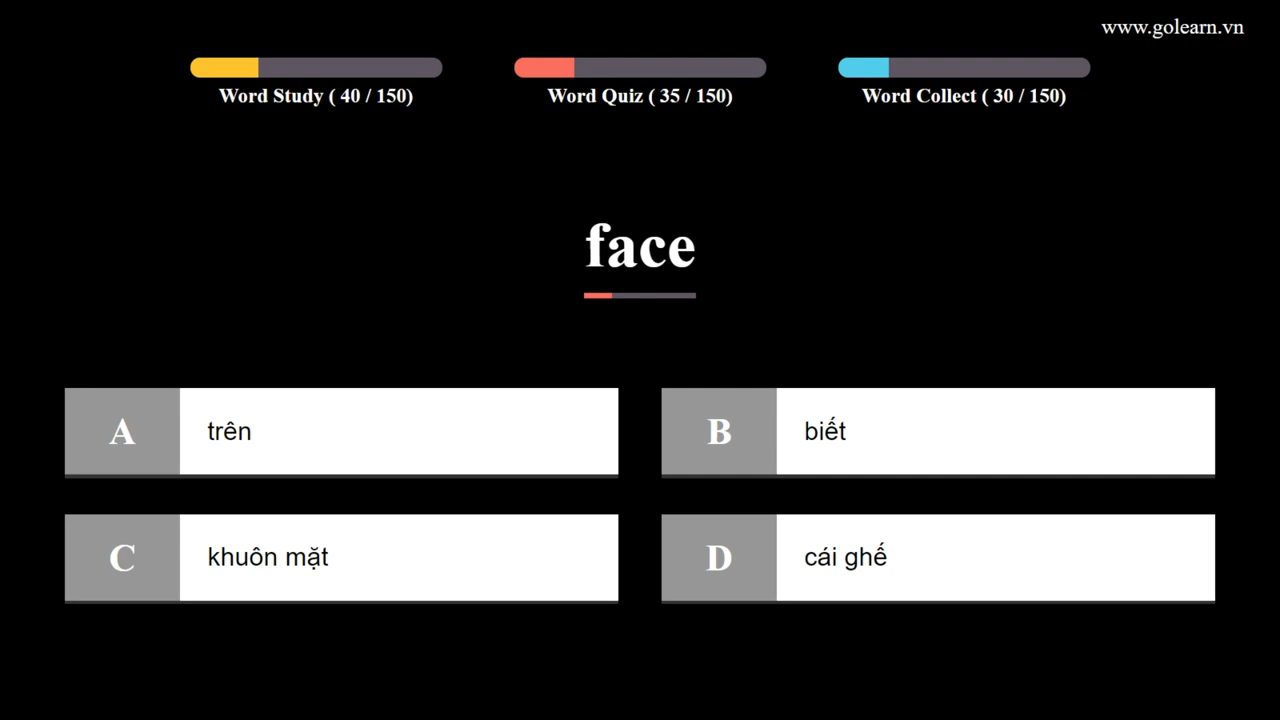 www.golearn.vn
Word Study ( 40 / 150)
Word Quiz ( 35 / 150)
Word Collect ( 30 / 150)
face
A
trên
B
biết
C
khuôn mặt
D
cái ghế